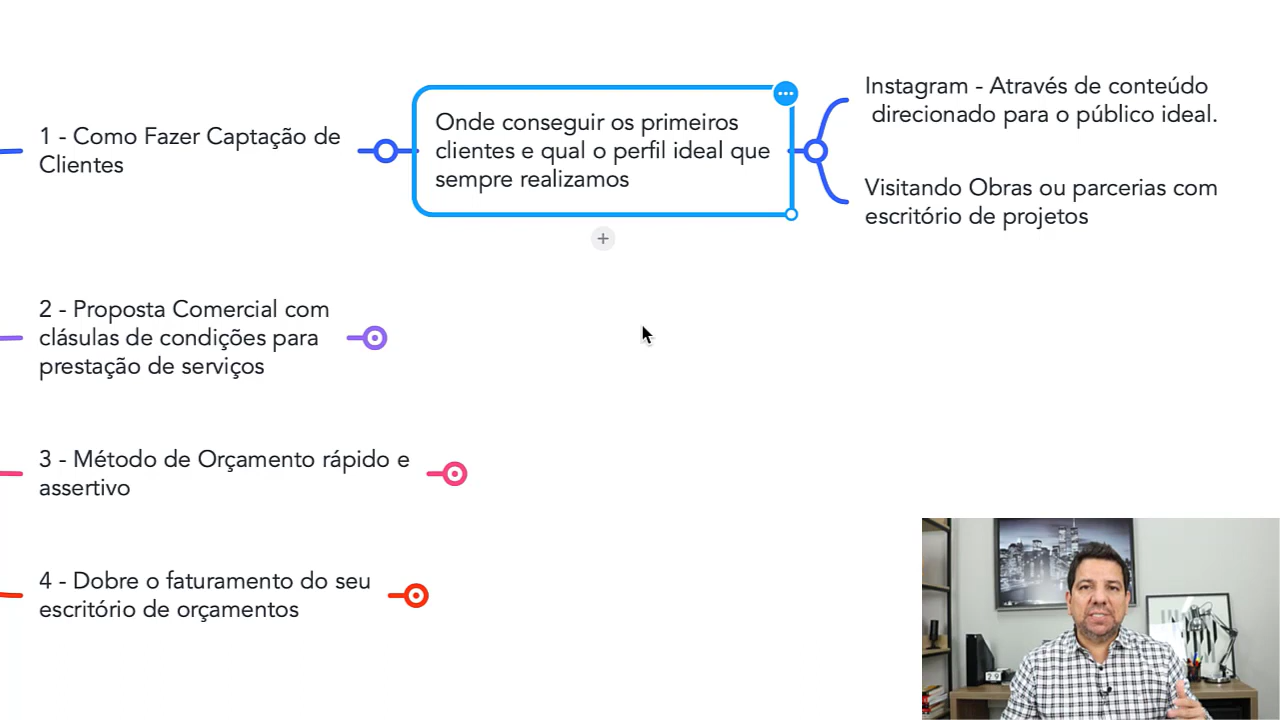 1 - Como Fazer Captação de
Clientes
Onde conseguir os primeiros
clientes e qual o perfil ideal que
sempre realizamos
Instagram - Através de conteúdo
direcionado para o público ideal.
Visitando Obras ou parcerias com
escritório de projetos
2 - Proposta Comercial com
clásulas de condições para
prestação de serviços
3 - Método de Orçamento rápido e
assertivo
4 - Dobre o faturamento do seu
escritório de orçamentos